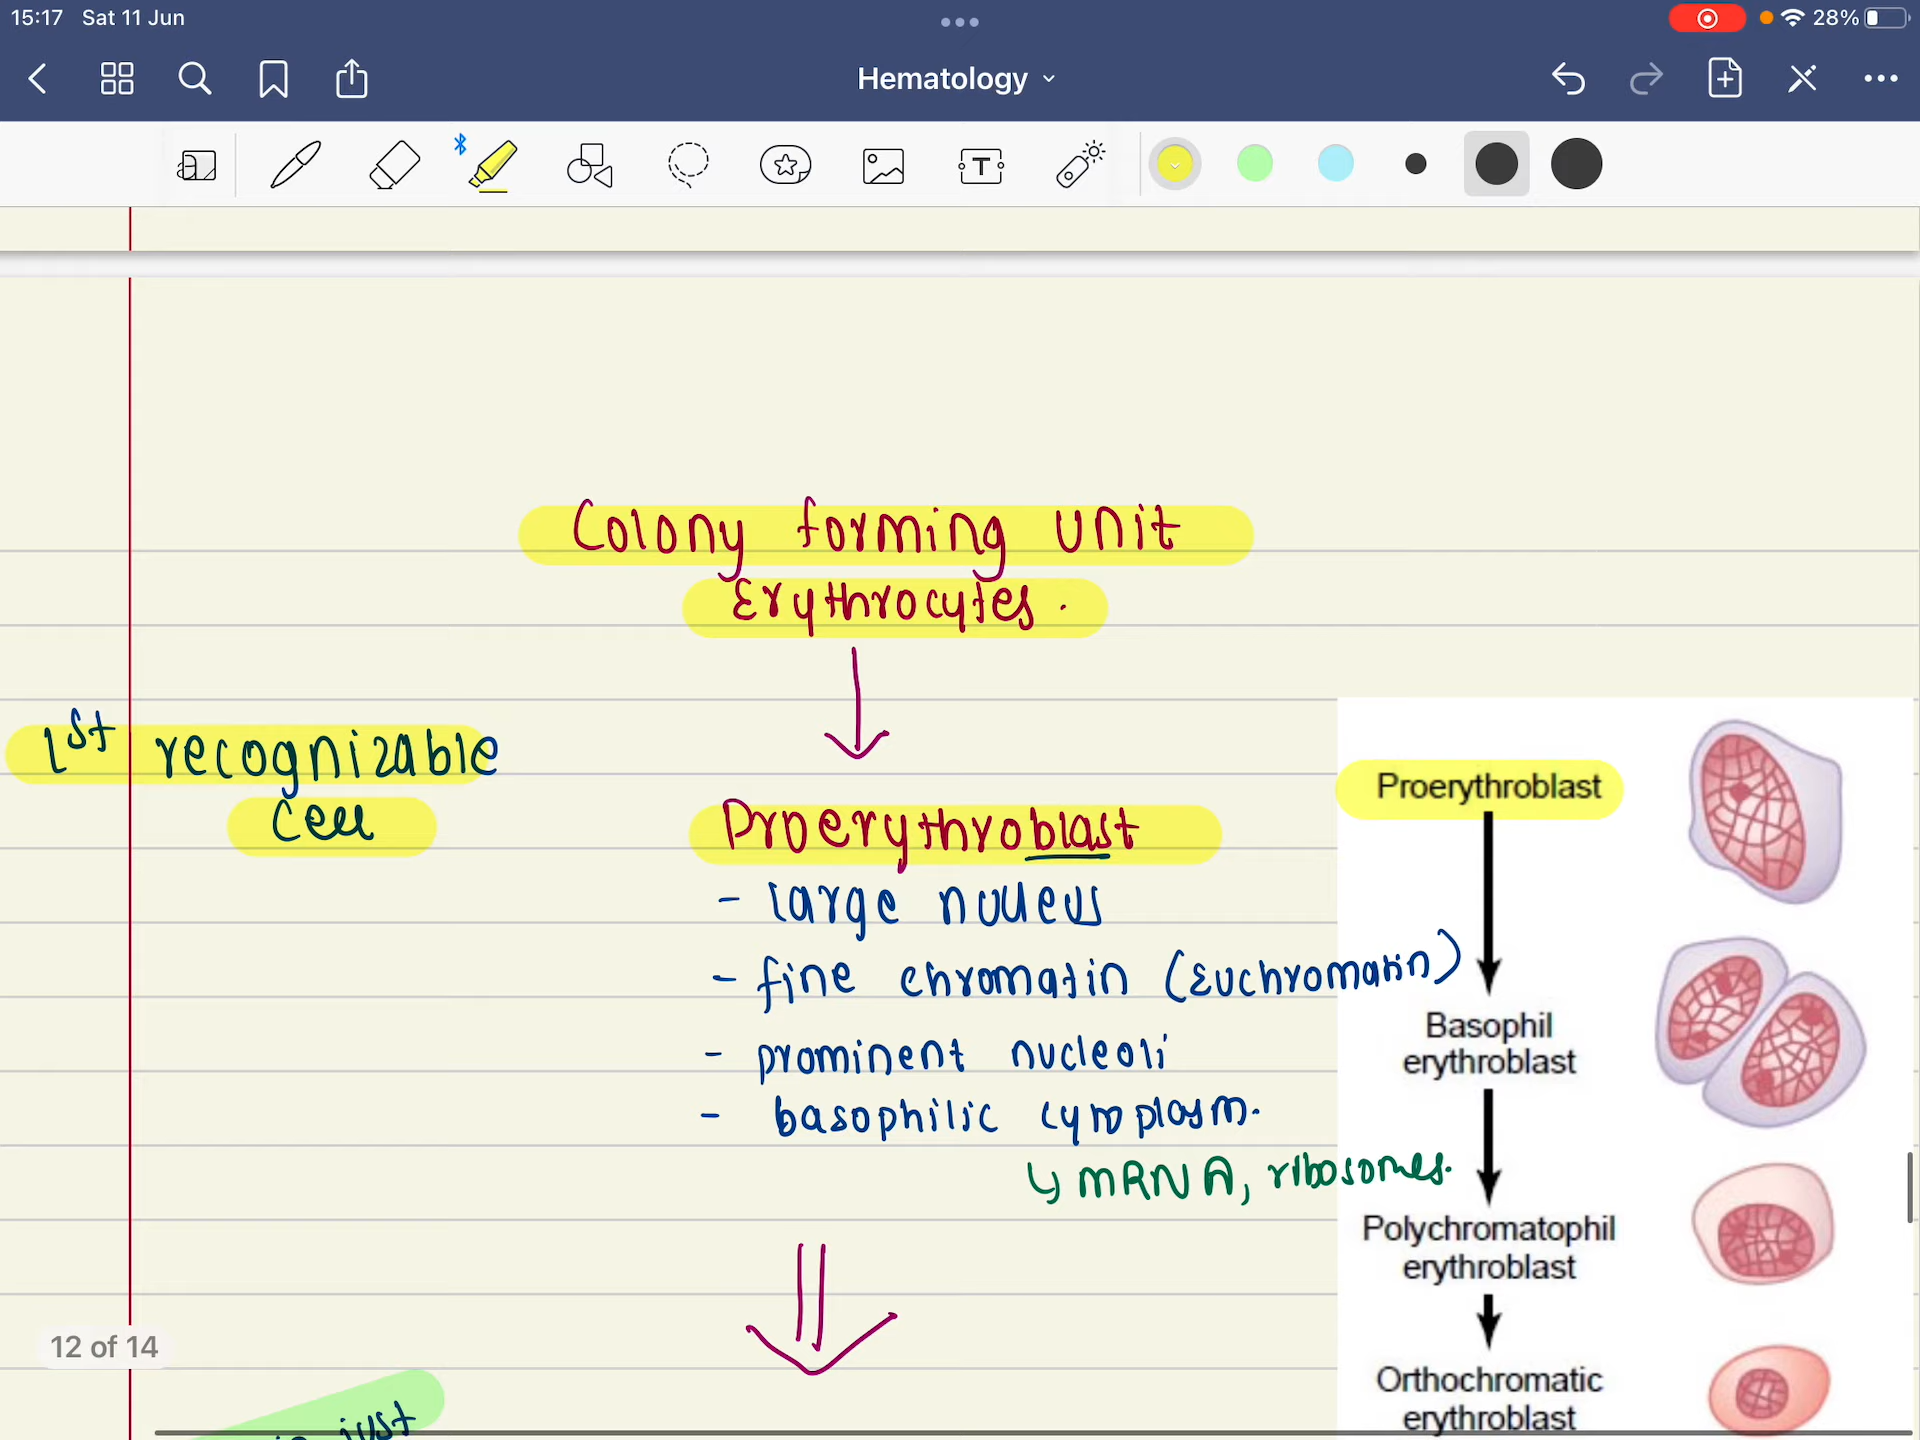 15:17 Sat 11 Jun
28%
Hematology
Colony forming unit
Erythrocytes.
1st recognizable
cell
Proerythroblast
- large nucleus
- fine chromatin (Euchromatin)
- prominent nucleoli
- basophilic cytoplasm.
↳ mRNA, ribosomes.
Proerythroblast
Basophil
erythroblast
Polychromatophil
erythroblast
Orthochromatic
erythroblast
12 of 14
just